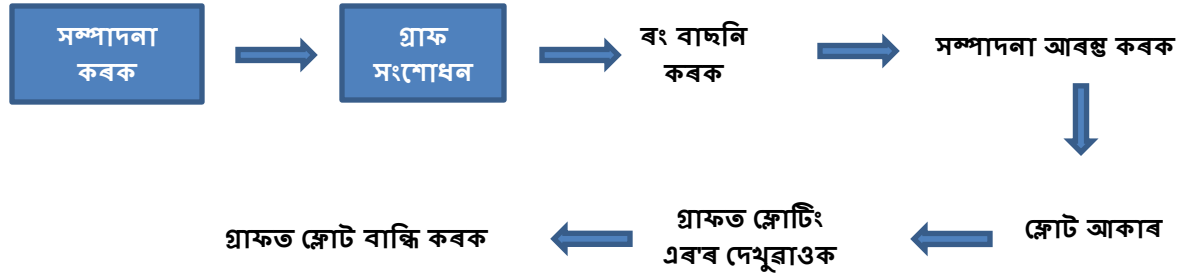 সম্পাদনা
কৰক
গ্ৰাফ
সংশোধন
ৰং বাছনি
কৰক
সম্পাদনা আৰম্ভ কৰক
ফ্লোট আকাৰ
গ্ৰাফত ফ্লোটিং
এৰ'ৰ দেখুৱাওক
গ্ৰাফত ফ্লোট বান্ধি কৰক